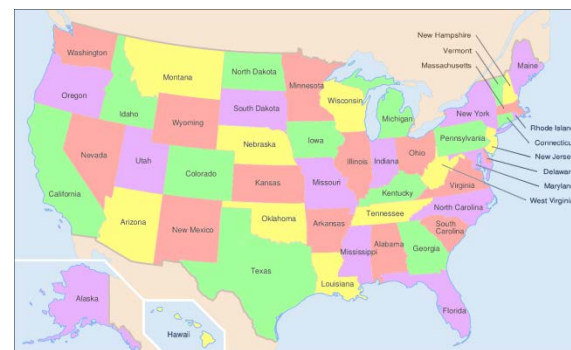 New Hampshire
Vermont
Massachusetts
Washington
Montana
North Dakota
Minnesota
Maine
Oregon
Idaho
Wyoming
South Dakota
Wisconsin
Michigan
New York
Rhode Island
Connecticu
New Jerse
Delawar
Marylan
West Virginia
Nevada
Utah
Colorado
Nebraska
Iowa
Illinois
Indiana
Ohio
Pennsylvania
California
Kansas
Missouri
Kentucky
Virginia
Arizona
New Mexico
Oklahoma
Arkansas
Tennessee
North Carolina
South
Carolina
Texas
Louisiana
Mississippi
Alabama
Georgia
Florida
Alaska
Hawaii